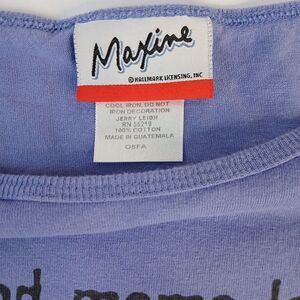 Maxine
© HALLMARK LICENSING, INC
COOL IRON, DO NOT
IRON DECORATION
JERRY LEIGH
RN 55219
100% COTTON
MADE IN GUATEMALA
OSFA